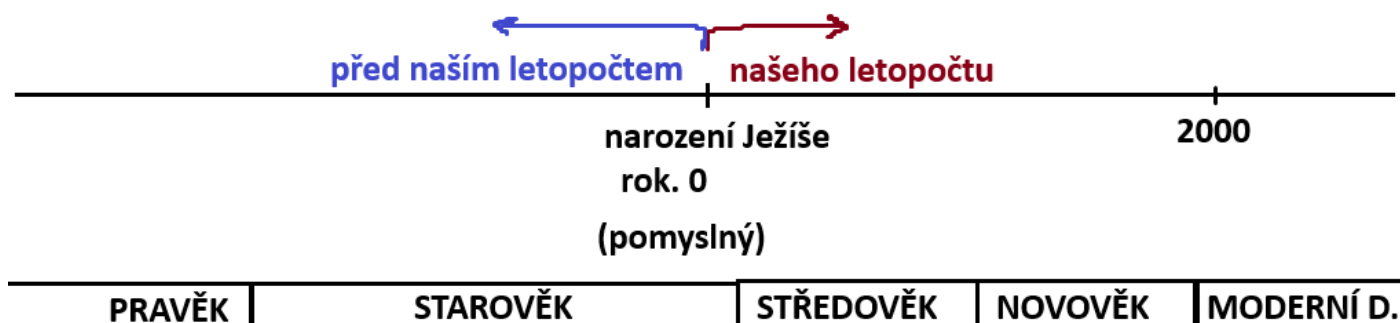 před naším letopočtem našeho letopočtu
narození Ježíše 2000
rok. 0
(pomyslný)
PRAVĚK STAROVĚK STŘEDOVĚK NOVOVĚK MODERNÍ D.